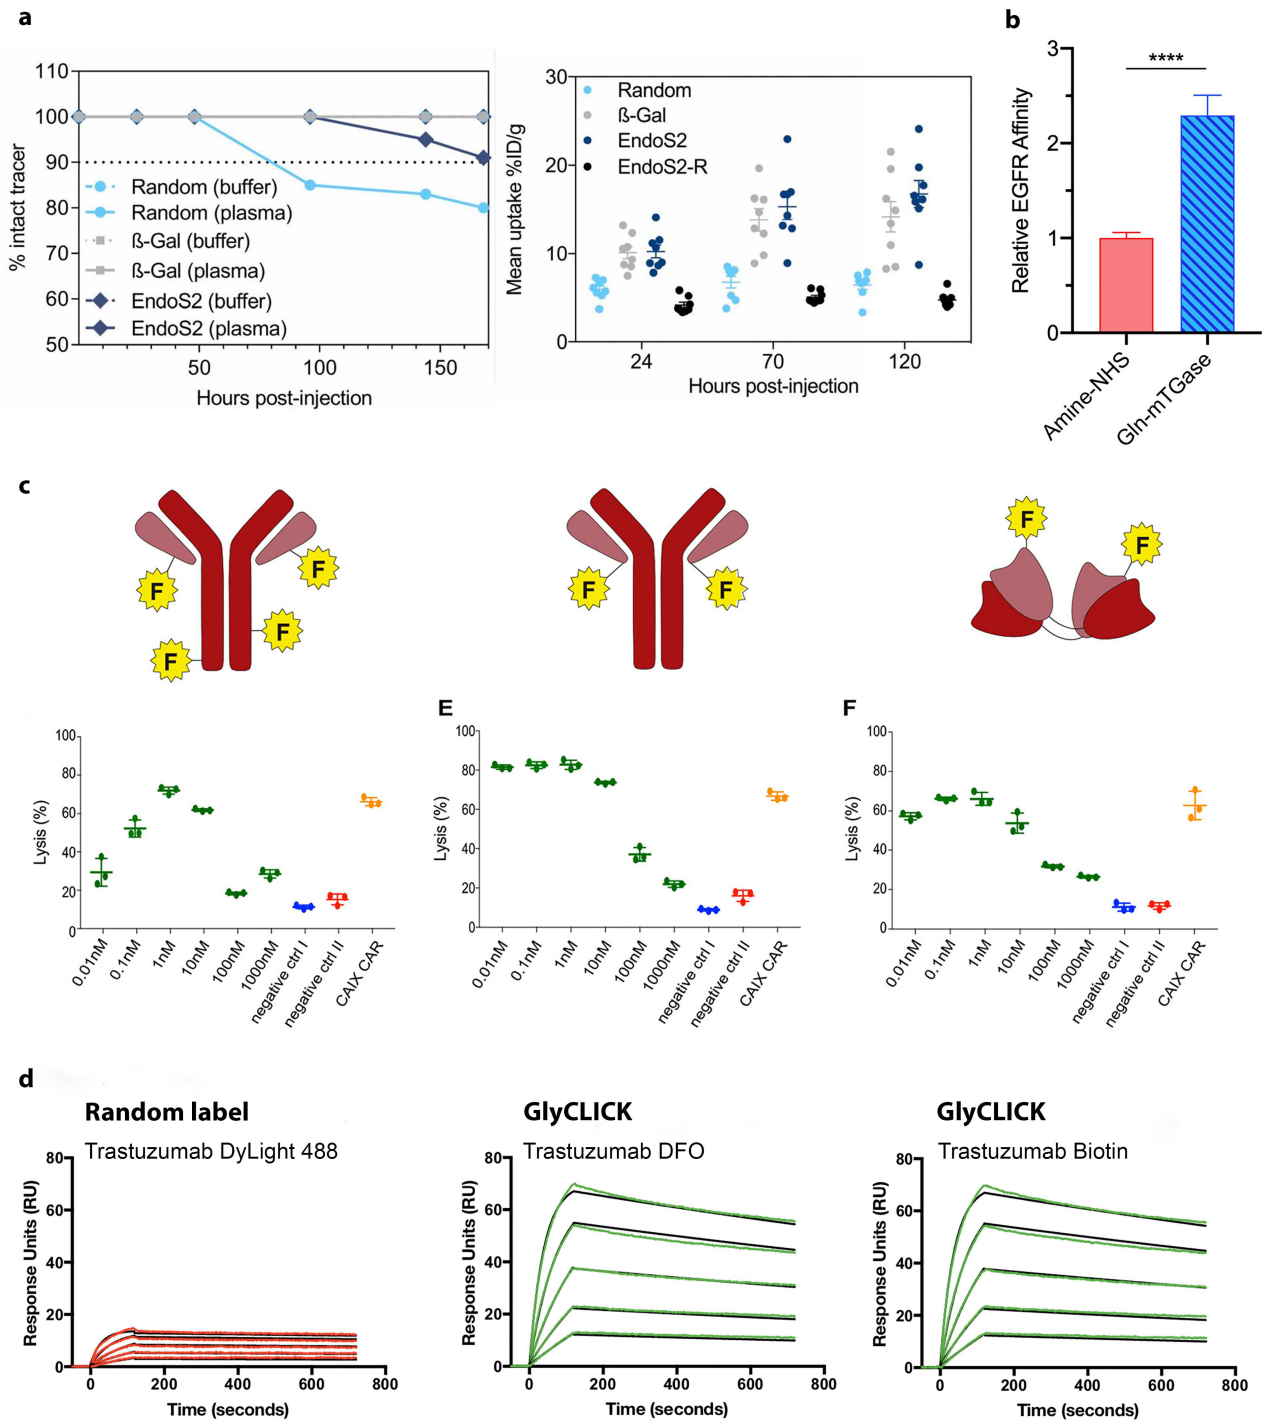 a
110
100
90
80
70
60
50
% intact tracer
Random (buffer)
Random (plasma)
ß-Gal (buffer)
ß-Gal (plasma)
EndoS2 (buffer)
EndoS2 (plasma)
50
100
150
Hours post-injection
30
20
10
0
Mean uptake %ID/g
Random
ß-Gal
EndoS2
EndoS2-R
24
70
120
Hours post-injection
b
3
2
1
0
Relative EGFR Affinity
****
Amine-NHS
Gln-mTGase
c
F
F
F
F
F
F
F
F
100
80
60
40
20
0
Lysis (%)
0.01nM
0.1nM
1nM
10nM
100nM
1000nM
negative ctrl I
negative ctrl II
CAIX CAR
E
100
80
60
40
20
0
Lysis (%)
0.01nM
0.1nM
1nM
10nM
100nM
1000nM
negative ctrl I
negative ctrl II
CAIX CAR
F
100
80
60
40
20
0
Lysis (%)
0.01nM
0.1nM
1nM
10nM
100nM
1000nM
negative ctrl I
negative ctrl II
CAIX CAR
d
Random label
Trastuzumab DyLight 488
80
60
40
20
0
Response Units (RU)
0
200
400
600
800
Time (seconds)
GlyCLICK
Trastuzumab DFO
80
60
40
20
0
Response Units (RU)
0
200
400
600
800
Time (seconds)
GlyCLICK
Trastuzumab Biotin
80
60
40
20
0
Response Units (RU)
0
200
400
600
800
Time (seconds)